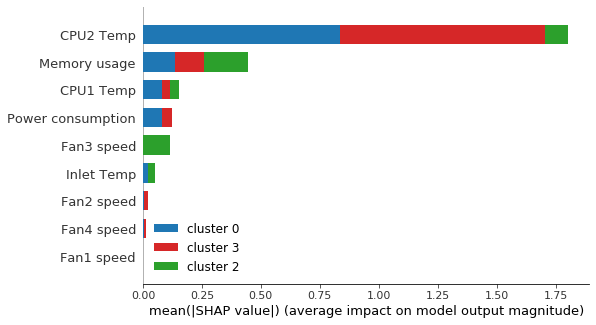 CPU2 Temp
Memory usage
CPU1 Temp
Power consumption
Fan3 speed
Inlet Temp
Fan2 speed
Fan4 speed
Fan1 speed
cluster 0
cluster 3
cluster 2
0.00 0.25 0.50 0.75 1.00 1.25 1.50 1.75
mean(|SHAP value|) (average impact on model output magnitude)